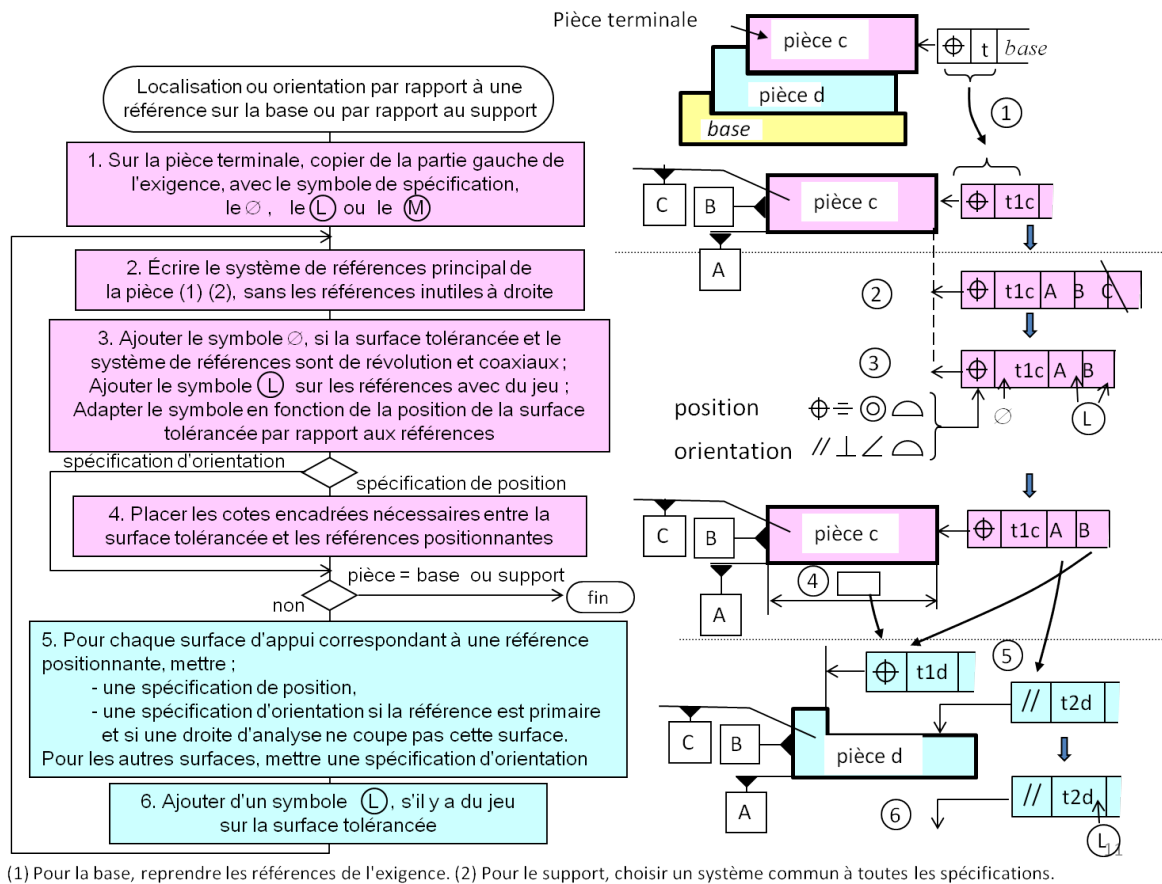 Localisation ou orientation par rapport à une
référence sur la base ou par rapport au support
1. Sur la pièce terminale, copier de la partie gauche de
l'exigence, avec le symbole de spécification,
le ∅ , le Ⓛ ou le Ⓜ
2. Écrire le système de références principal de
la pièce (1) (2), sans les références inutiles à droite
3. Ajouter le symbole ∅, si la surface tolérancée et le
système de références sont de révolution et coaxiaux ;
Ajouter le symbole Ⓛ sur les références avec du jeu ;
Adapter le symbole en fonction de la position de la surface
tolérancée par rapport aux références
spécification d'orientation
spécification de position
4. Placer les cotes encadrées nécessaires entre la
surface tolérancée et les références positionnantes
pièce = base ou support
non
fin
5. Pour chaque surface d'appui correspondant à une référence
positionnante, mettre ;
- une spécification de position,
- une spécification d'orientation si la référence est primaire
et si une droite d'analyse ne coupe pas cette surface.
Pour les autres surfaces, mettre une spécification d'orientation
6. Ajouter d'un symbole Ⓛ, s'il y a du jeu
sur la surface tolérancée
Pièce terminale
pièce c
⌖ t base
pièce d
base
①
C B pièce c ⌖ t1c
A
② ⌖ t1c A B C
③ ⌖ t1c A B
∅ Ⓛ
position ⌖ ⌯ ◎ ⌓
orientation // ⊥ ∠ ⌓
C B pièce c ⌖ t1c A B
A
④
⌖ t1d ⑤
// t2d
C B pièce d
A
⑥ // t2d
Ⓛ
11
(1) Pour la base, reprendre les références de l'exigence. (2) Pour le support, choisir un système commun à toutes les spécifications.